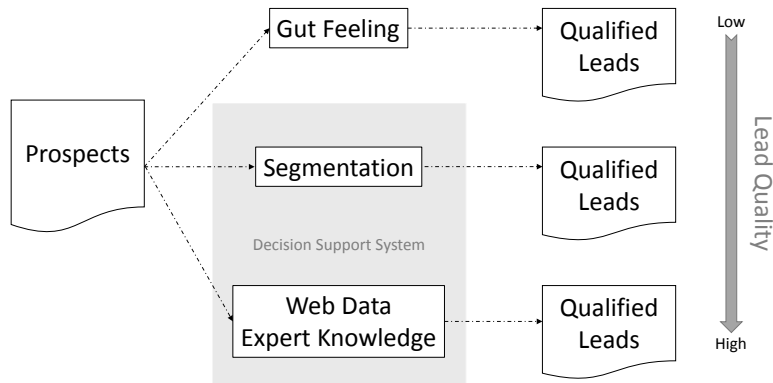 Gut Feeling
Qualified
Leads
Low
Prospects
Segmentation
Qualified
Leads
Lead Quality
Decision Support System
Web Data
Expert Knowledge
Qualified
Leads
High